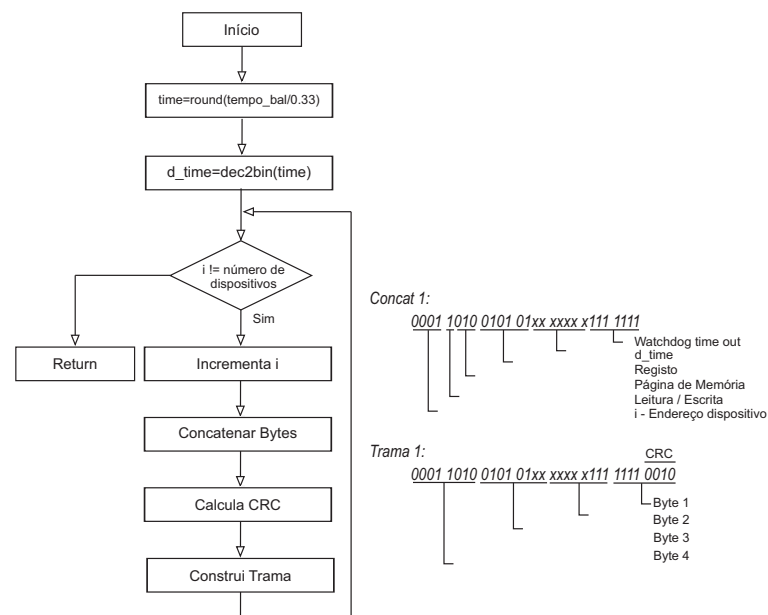 Início
time=round(tempo_bal/0.33)
d_time=dec2bin(time)
i != número de
dispositivos
Sim
Return
Incrementa i
Concatenar Bytes
Calcula CRC
Construi Trama
Concat 1:
0001 1010 0101 01xx xxxx x111 1111
Watchdog time out
d_time
Registo
Página de Memória
Leitura / Escrita
i - Endereço dispositivo
Trama 1:
CRC
0001 1010 0101 01xx xxxx x111 1111 0010
Byte 1
Byte 2
Byte 3
Byte 4